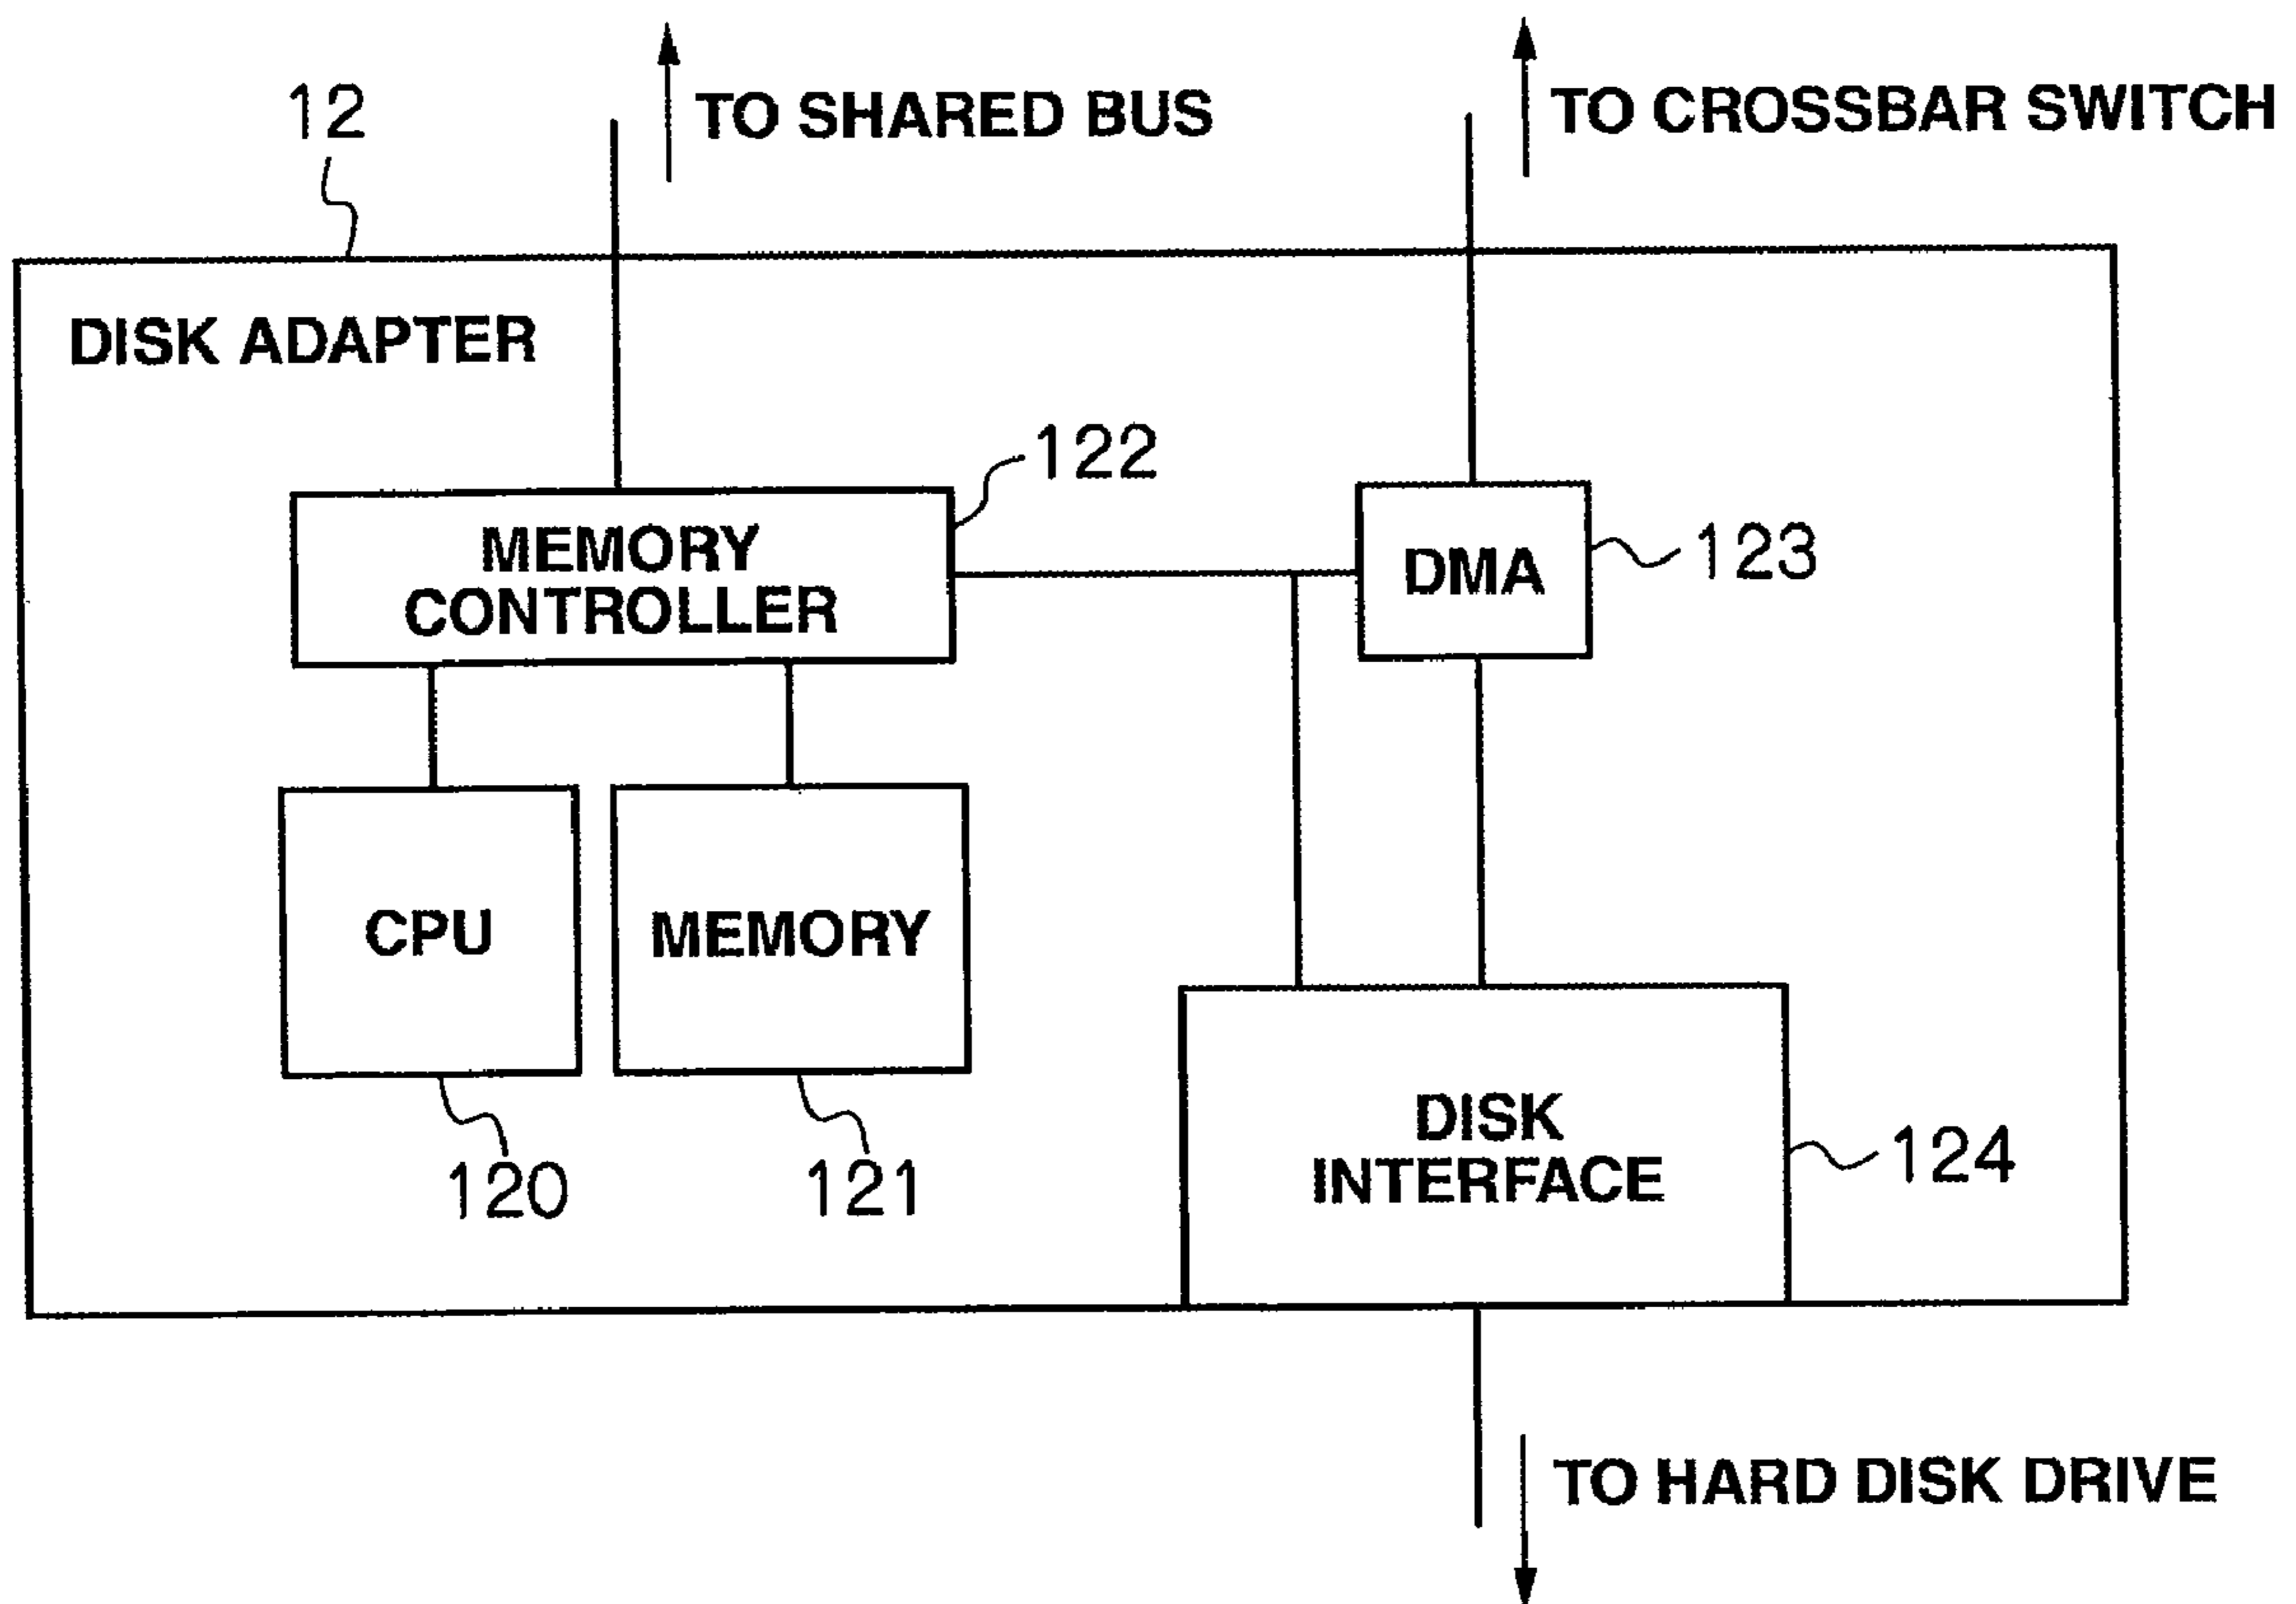 12
TO SHARED BUS
TO CROSSBAR SWITCH
DISK ADAPTER
122
MEMORY
CONTROLLER
DMA
123
CPU
MEMORY
120
121
DISK
INTERFACE
124
TO HARD DISK DRIVE